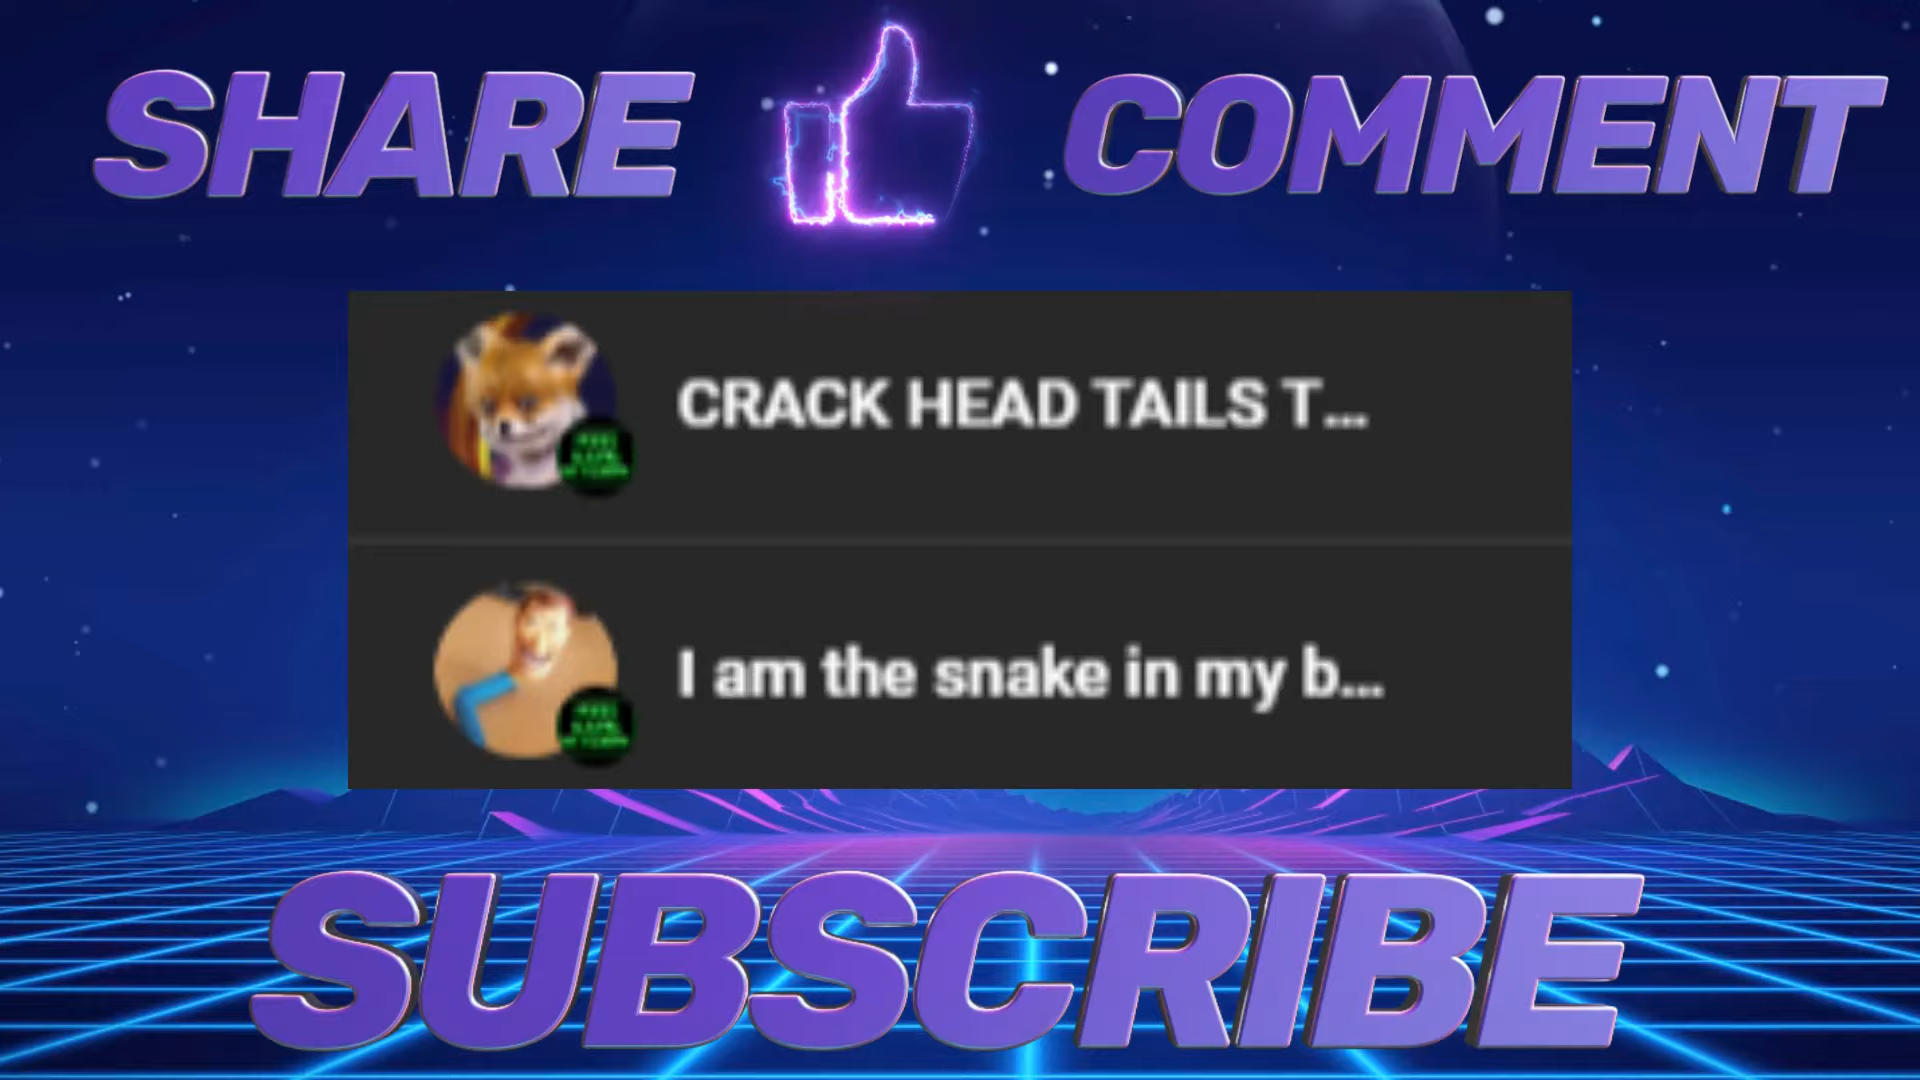 SHARE COMMENT
CRACK HEAD TAILS T...
I am the snake in my b...
SUBSCRIBE